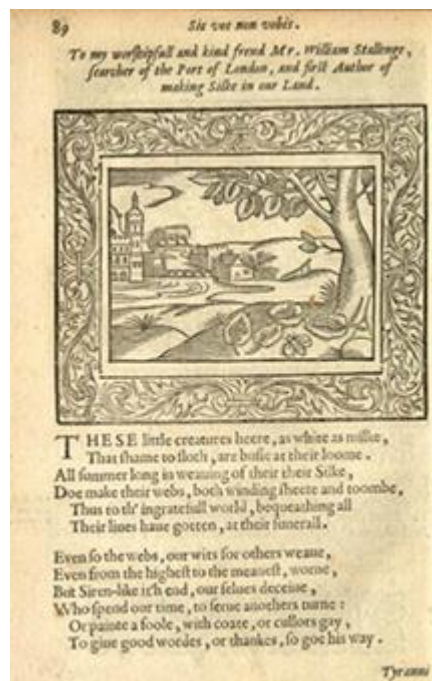 89
Sic vos non vobis.
To my worſhipfull and kind frend Mr. William Stallenge,
ſearcher of the Port of London, and firſt Author of
making Silke in our Land.
THESE little creatures heere, as white as milke,
That ſhame to ſloth, are buſie at their loome.
All ſummer long in weauing of their their Silke,
Doe make their webs, both winding ſheete and toombe,
Thus to th' ingratefull world, bequeathing all
Their liues haue gotten, at their funerall.
Euen ſo the webs, our wits for others weaue,
Euen from the higheſt to the meaneſt, worne,
But Siren-like i'th end, our ſelues deceiue,
Who ſpend our time, to ſerue anothers turne:
Or painte a foole, with coate, or cullors gay,
To giue good wordes, or thankes, ſo goe his way.
Tyranni